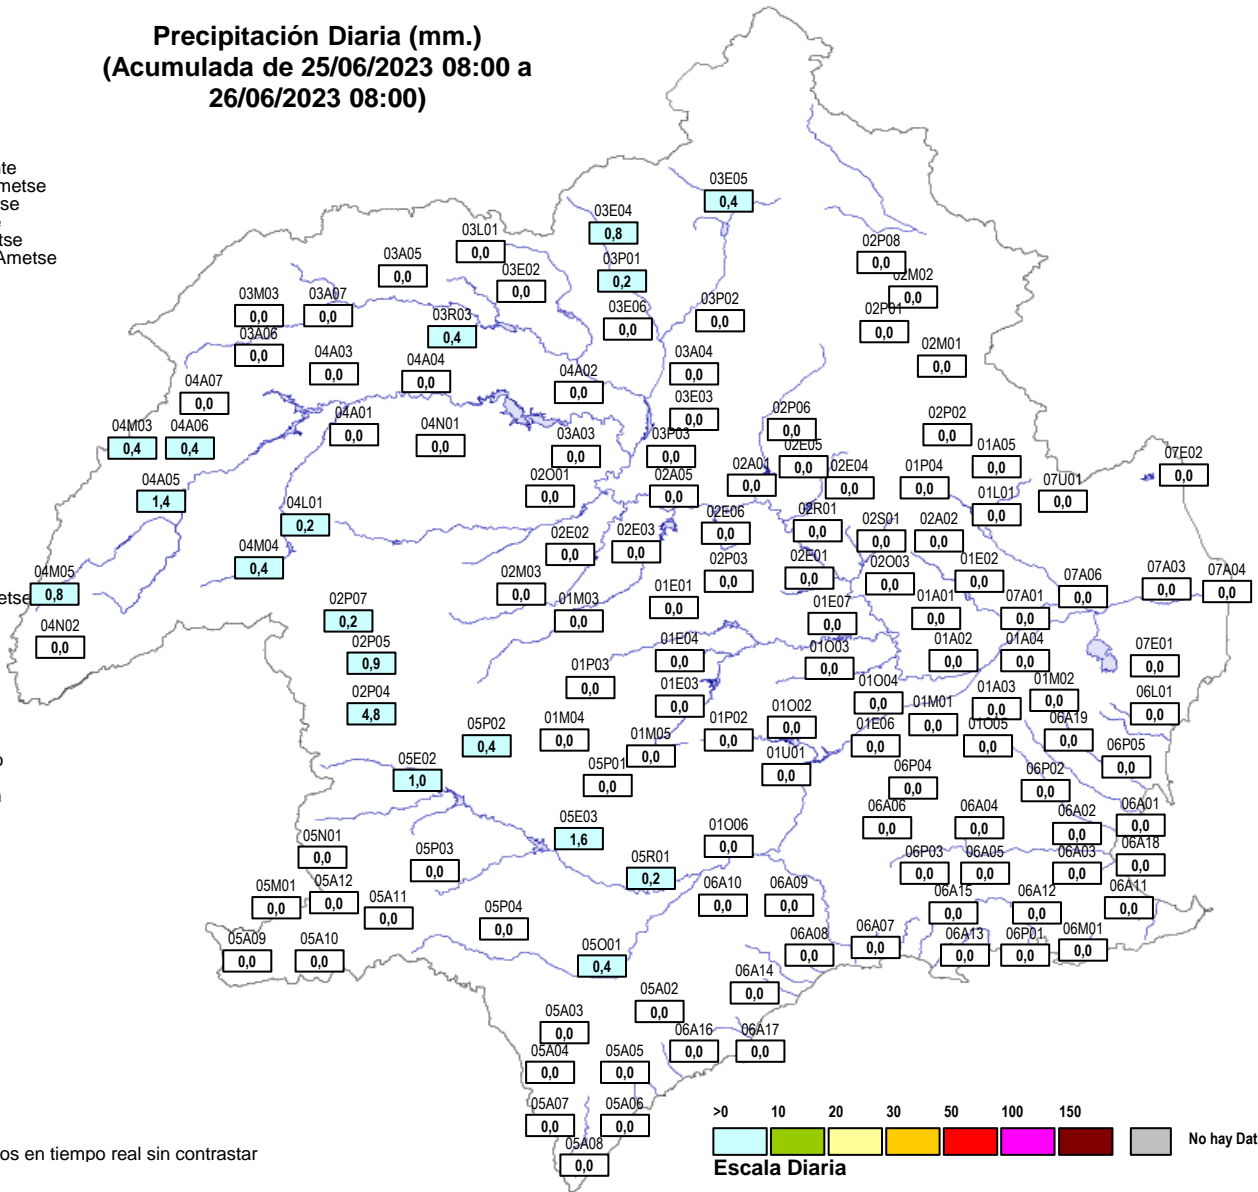 Precipitación Diaria (mm.)
(Acumulada de 25/06/2023 08:00 a
26/06/2023 08:00)
nte
metse
tse
e
tse
Ametse
03E05
0,4
03E04
0,8
03L01
0,0
03P01
0,2
02P08
0,0
03A05
0,0
03E02
0,0
02M02
0,0
03M03
0,0
03A07
0,0
03P02
0,0
03E06
0,0
02P01
0,0
03R03
0,4
03A06
0,0
04A03
0,0
04A04
0,0
03A04
0,0
02M01
0,0
04A02
0,0
04A07
0,0
03E03
0,0
04A01
0,0
04N01
0,0
02P06
0,0
02P02
0,0
04M03
0,4
04A06
0,4
03A03
0,0
03P03
0,0
02E05
0,0
01A05
0,0
07E02
0,0
04A05
1,4
02O01
0,0
02A05
0,0
02A01
0,0
02E04
0,0
01P04
0,0
07U01
0,0
04L01
0,2
01L01
0,0
02E06
0,0
02R01
0,0
02S01
0,0
02A02
0,0
02E02
0,0
02E03
0,0
04M04
0,4
02P03
0,0
02E01
0,0
02O03
0,0
01E02
0,0
04M05
0,8
etse
02M03
0,0
01E01
0,0
07A06
0,0
07A03
0,0
07A04
0,0
02P07
0,2
01M03
0,0
01E07
0,0
01A01
0,0
07A01
0,0
04N02
0,0
02P05
0,9
01E04
0,0
01O03
0,0
01A02
0,0
01A04
0,0
07E01
0,0
01P03
0,0
02P04
4,8
01E03
0,0
01O04
0,0
01A03
0,0
01M02
0,0
06L01
0,0
05P02
0,4
01M04
0,0
01P02
0,0
01O02
0,0
01M01
0,0
06A19
0,0
01M05
0,0
01E06
0,0
01O05
0,0
05E02
1,0
05P01
0,0
01U01
0,0
06P04
0,0
06P02
0,0
06P05
0,0
o
05E03
1,6
01O06
0,0
06A06
0,0
06A04
0,0
06A02
0,0
06A01
0,0
05N01
0,0
05P03
0,0
05R01
0,2
06P03
0,0
06A05
0,0
06A03
0,0
06A18
0,0
05M01
0,0
05A12
0,0
05A11
0,0
06A10
0,0
06A09
0,0
06A15
0,0
06A12
0,0
06A11
0,0
05P04
0,0
05A09
0,0
05A10
0,0
05O01
0,4
06A08
0,0
06A07
0,0
06A13
0,0
06P01
0,0
06M01
0,0
06A14
0,0
05A02
0,0
05A03
0,0
06A16
0,0
06A17
0,0
05A04
0,0
05A05
0,0
05A07
0,0
05A06
0,0
05A08
0,0
>0 10 20 30 50 100 150
No hay Dat
Escala Diaria
os en tiempo real sin contrastar